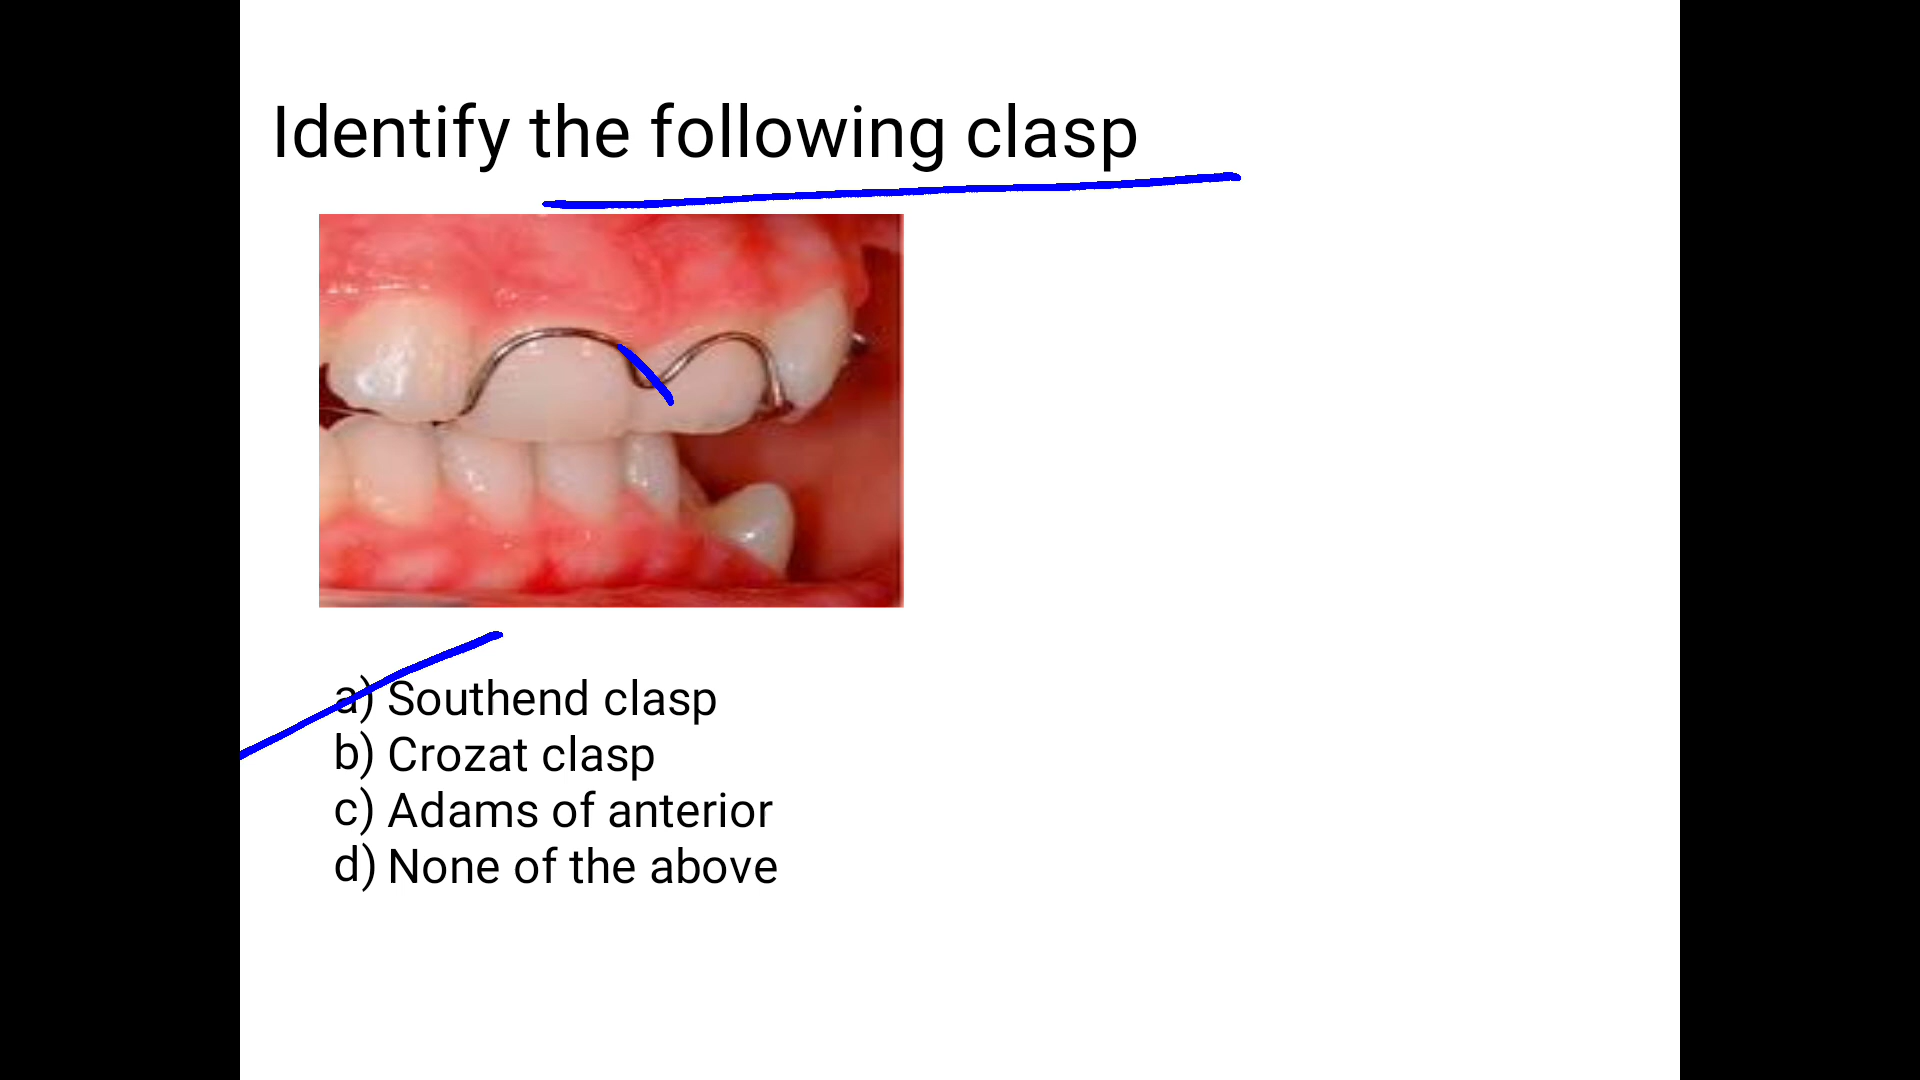 Identify the following clasp
a) Southend clasp
b) Crozat clasp
c) Adams of anterior
d) None of the above